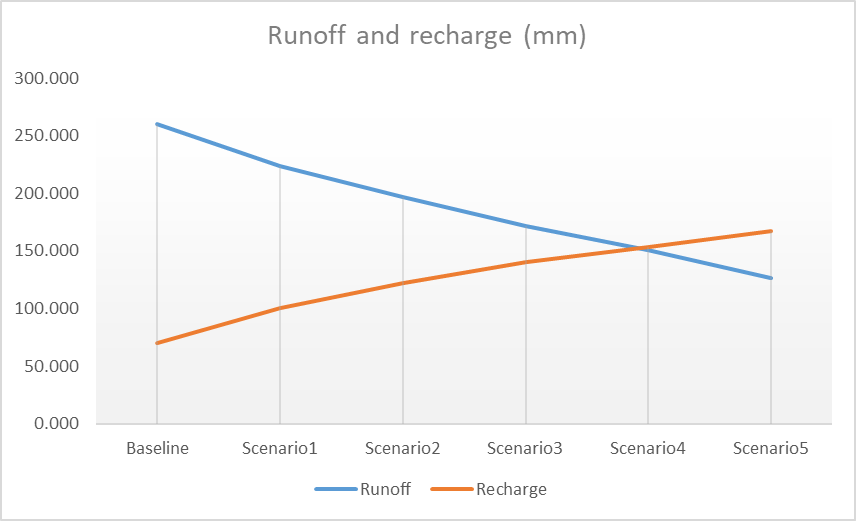 Runoff and recharge (mm)
300.000
250.000
200.000
150.000
100.000
50.000
0.000
Baseline Scenario1 Scenario2 Scenario3 Scenario4 Scenario5
Runoff Recharge